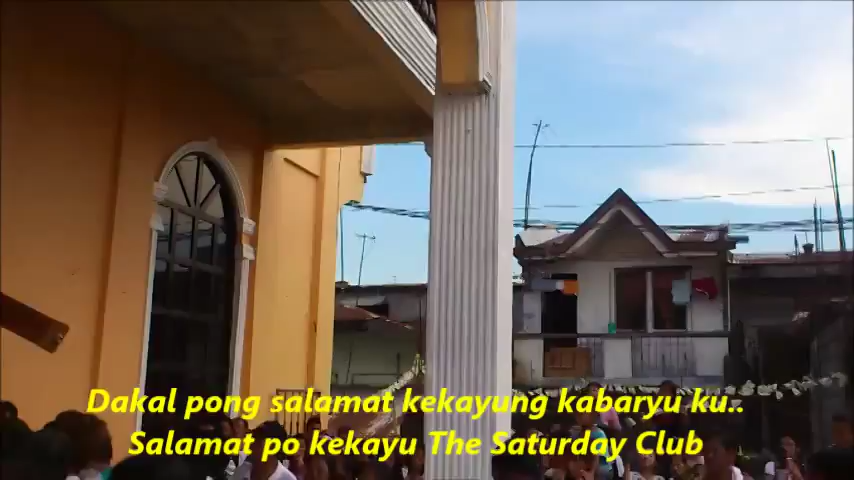 Dakal pong salamat kekayung kabaryu ku..
Salamat po kekayu The Saturday Club